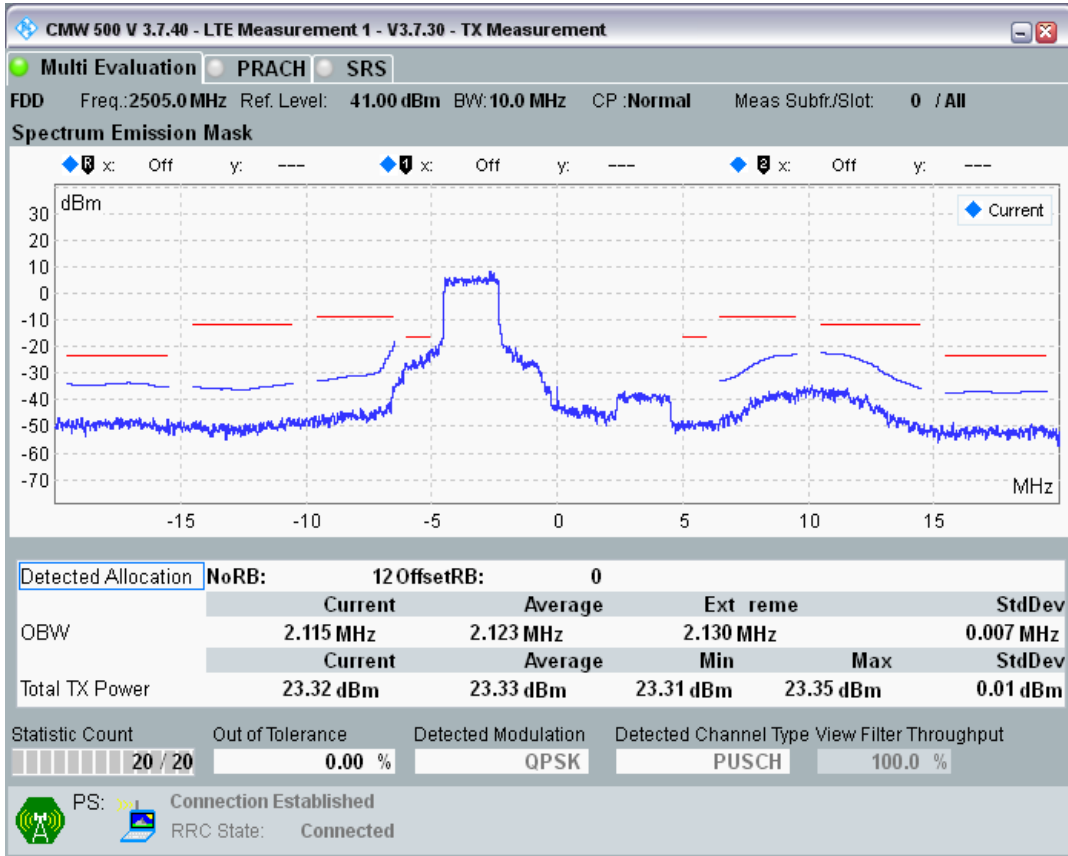 CMW 500 V 3.7.40 - LTE Measurement 1 - V3.7.30 - TX Measurement
Multi Evaluation PRACH SRS
FDD Freq.:2505.0 MHz Ref. Level: 41.00 dBm BW: 10.0 MHz CP :Normal Meas Subfr./Slot: 0 / All
Spectrum Emission Mask
R x: Off y: --- 1 x: Off y: --- 2 x: Off y: ---
dBm
Current
30
20
10
0
-10
-20
-30
-40
-50
-60
-70
MHz
-15 -10 -5 0 5 10 15
Detected Allocation NoRB: 12 OffsetRB: 0
Current Average Ext reme StdDev
OBW 2.115 MHz 2.123 MHz 2.130 MHz 0.007 MHz
Current Average Min Max StdDev
Total TX Power 23.32 dBm 23.33 dBm 23.31 dBm 23.35 dBm 0.01 dBm
Statistic Count Out of Tolerance Detected Modulation Detected Channel Type View Filter Throughput
20 / 20 0.00 % QPSK PUSCH 100.0 %
PS: Connection Established
RRC State: Connected